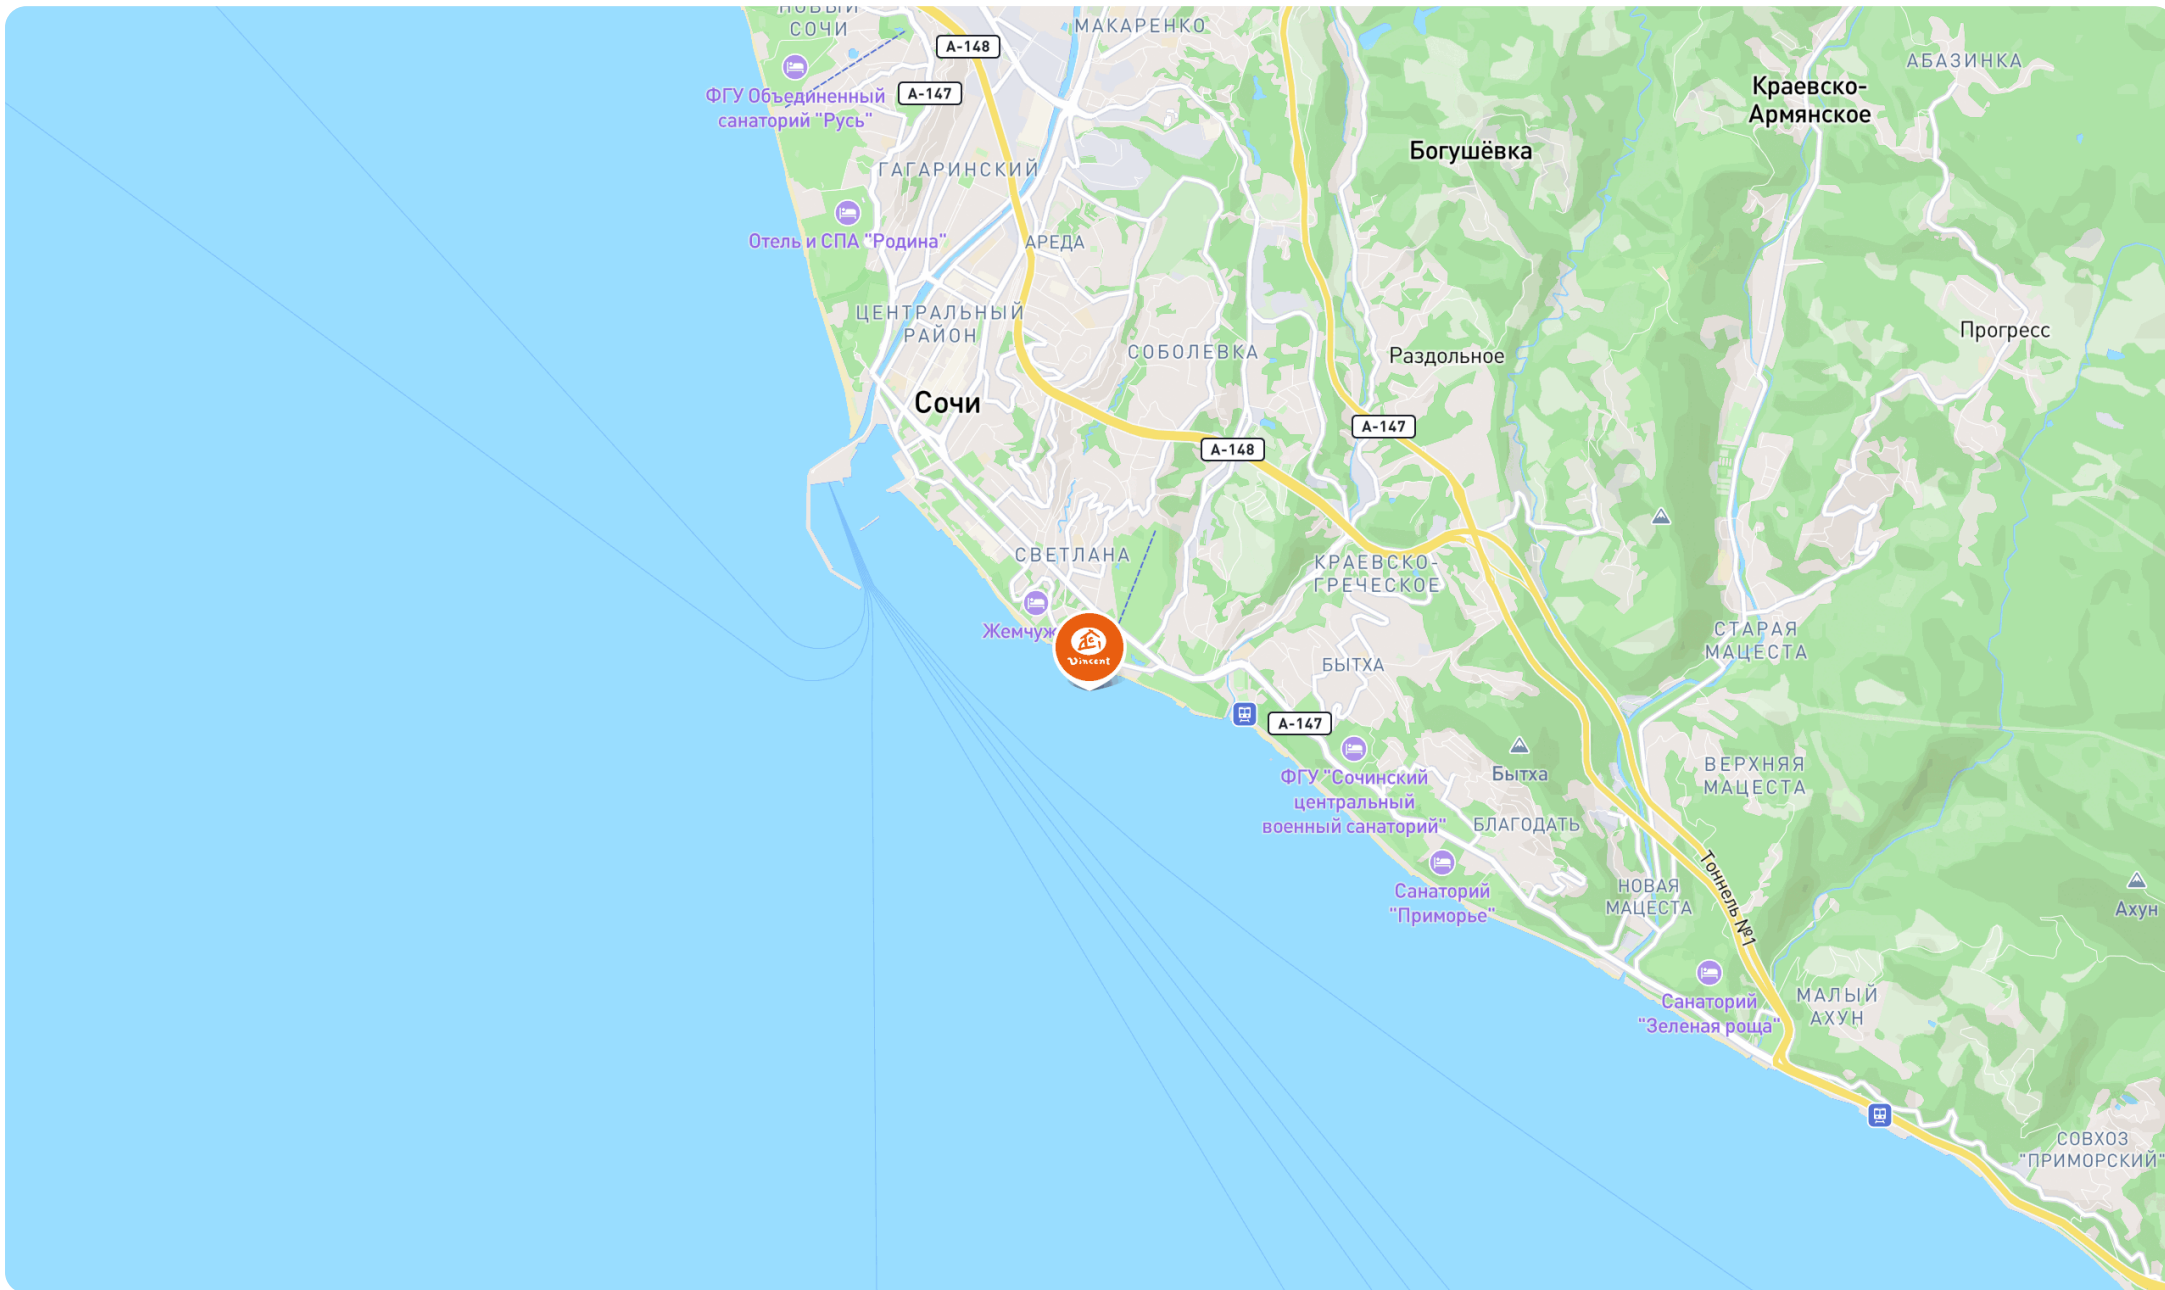 НОВЫЙ
СОЧИ
МАКАРЕНКО
А-148
АБАЗИНКА
ФГУ Объединенный
санаторий "Русь"
А-147
Краевско-
Армянское
Богушёвка
ГАГАРИНСКИЙ
Отель и СПА "Родина"
АРЕДА
ЦЕНТРАЛЬНЫЙ
РАЙОН
Прогресс
СОБОЛЕВКА
Раздольное
Сочи
А-147
А-148
СВЕТЛАНА
КРАЕВСКО-
ГРЕЧЕСКОЕ
Жемчуж
Vincent
СТАРАЯ
МАЦЕСТА
БЫТХА
А-147
ФГУ "Сочинский
центральный
военный санаторий"
Бытха
ВЕРХНЯЯ
МАЦЕСТА
БЛАГОДАТЬ
Тоннель №1
Санаторий
"Приморье"
НОВАЯ
МАЦЕСТА
Ахун
Санаторий
"Зеленая роща"
МАЛЫЙ
АХУН
СОВХОЗ
"ПРИМОРСКИЙ"